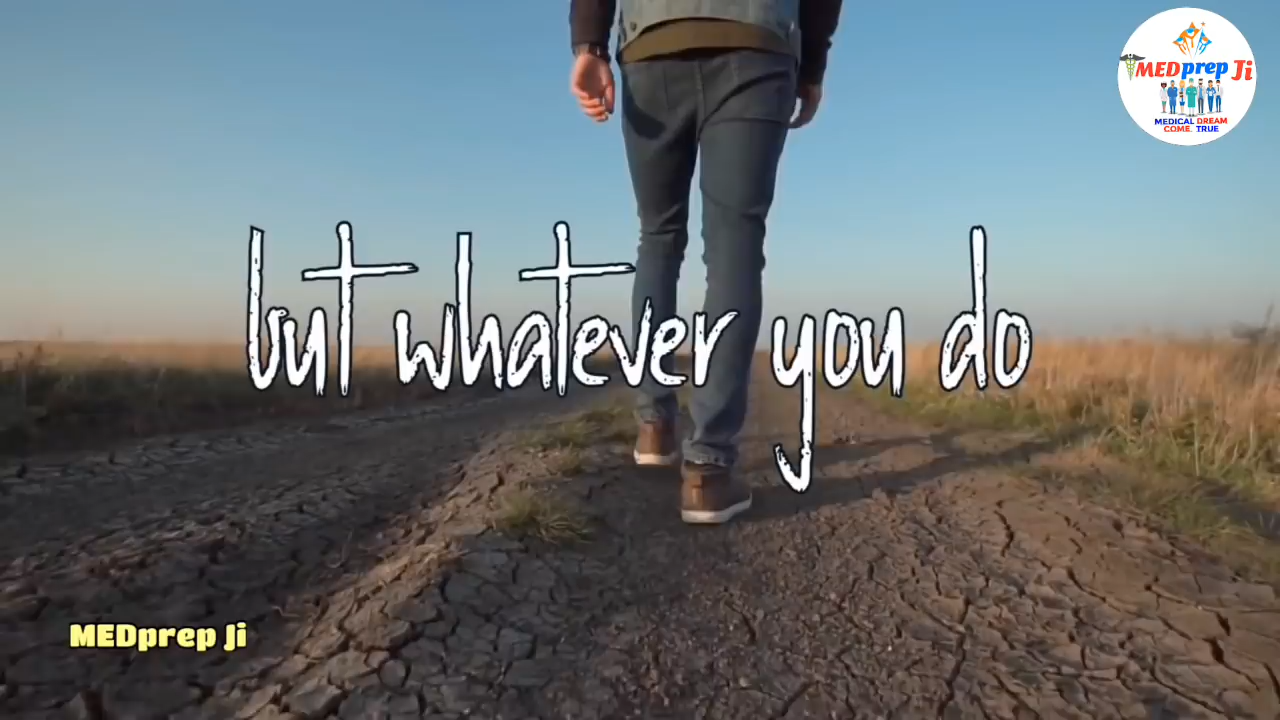 MEDprep Ji
MEDICAL DREAM
COME. TRUE
but whatever you do
MEDprep Ji